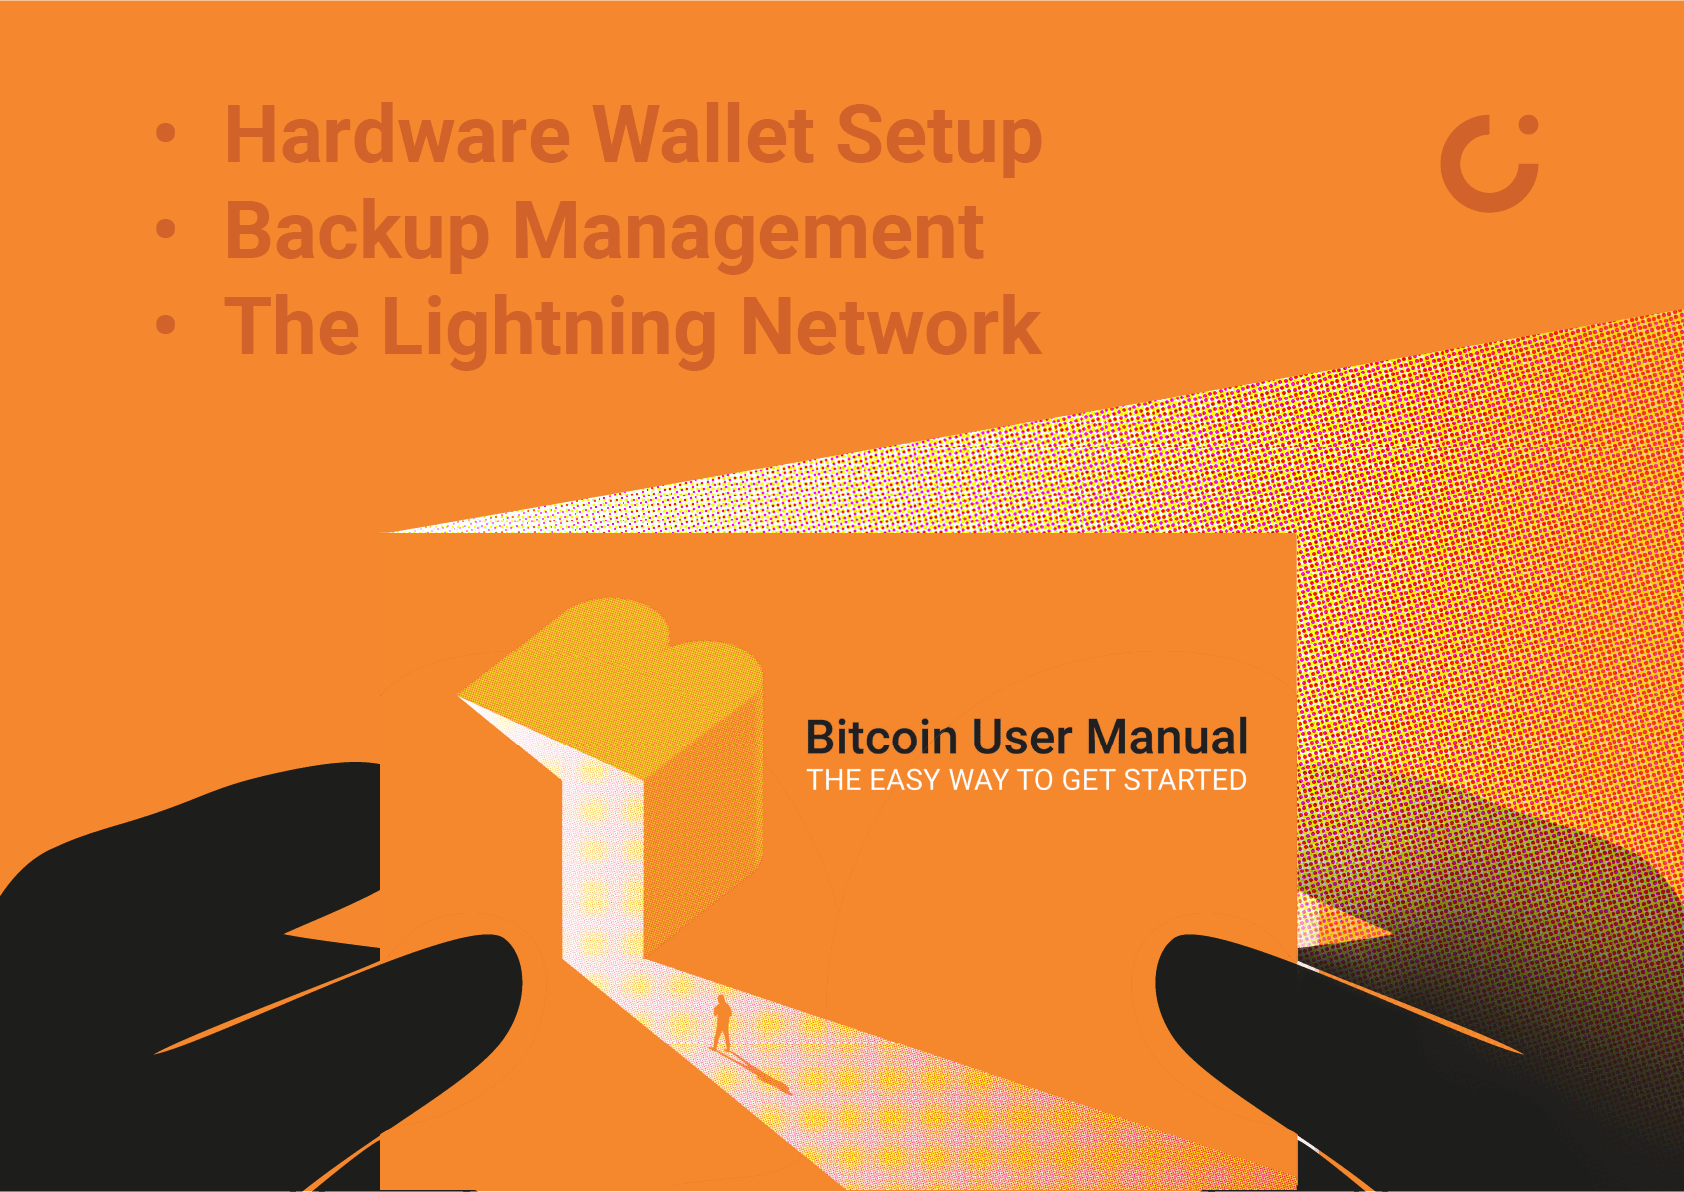 • Hardware Wallet Setup
• Backup Management
• The Lightning Network
Bitcoin User Manual
THE EASY WAY TO GET STARTED